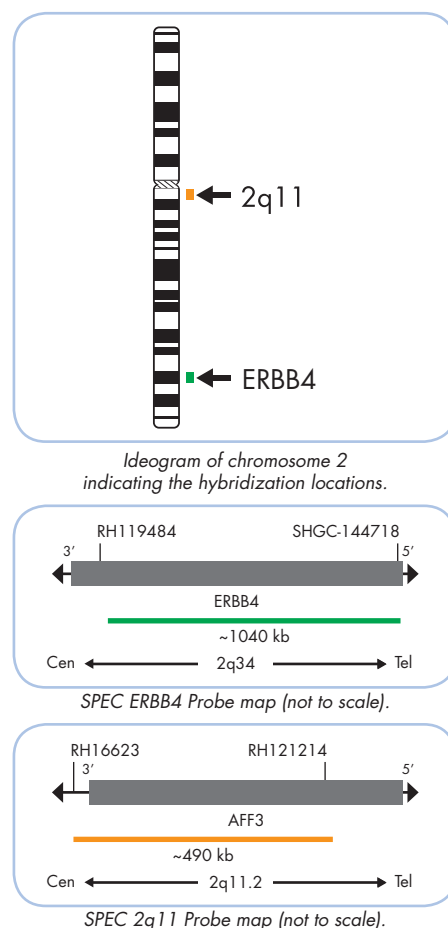 2q11
ERBB4
Ideogram of chromosome 2
indicating the hybridization locations.
RH119484 SHGC-144718
3’ 5’
ERBB4
~1040 kb
Cen 2q34 Tel
SPEC ERBB4 Probe map (not to scale).
RH16623 RH121214
3’ 5’
AFF3
~490 kb
Cen 2q11.2 Tel
SPEC 2q11 Probe map (not to scale).